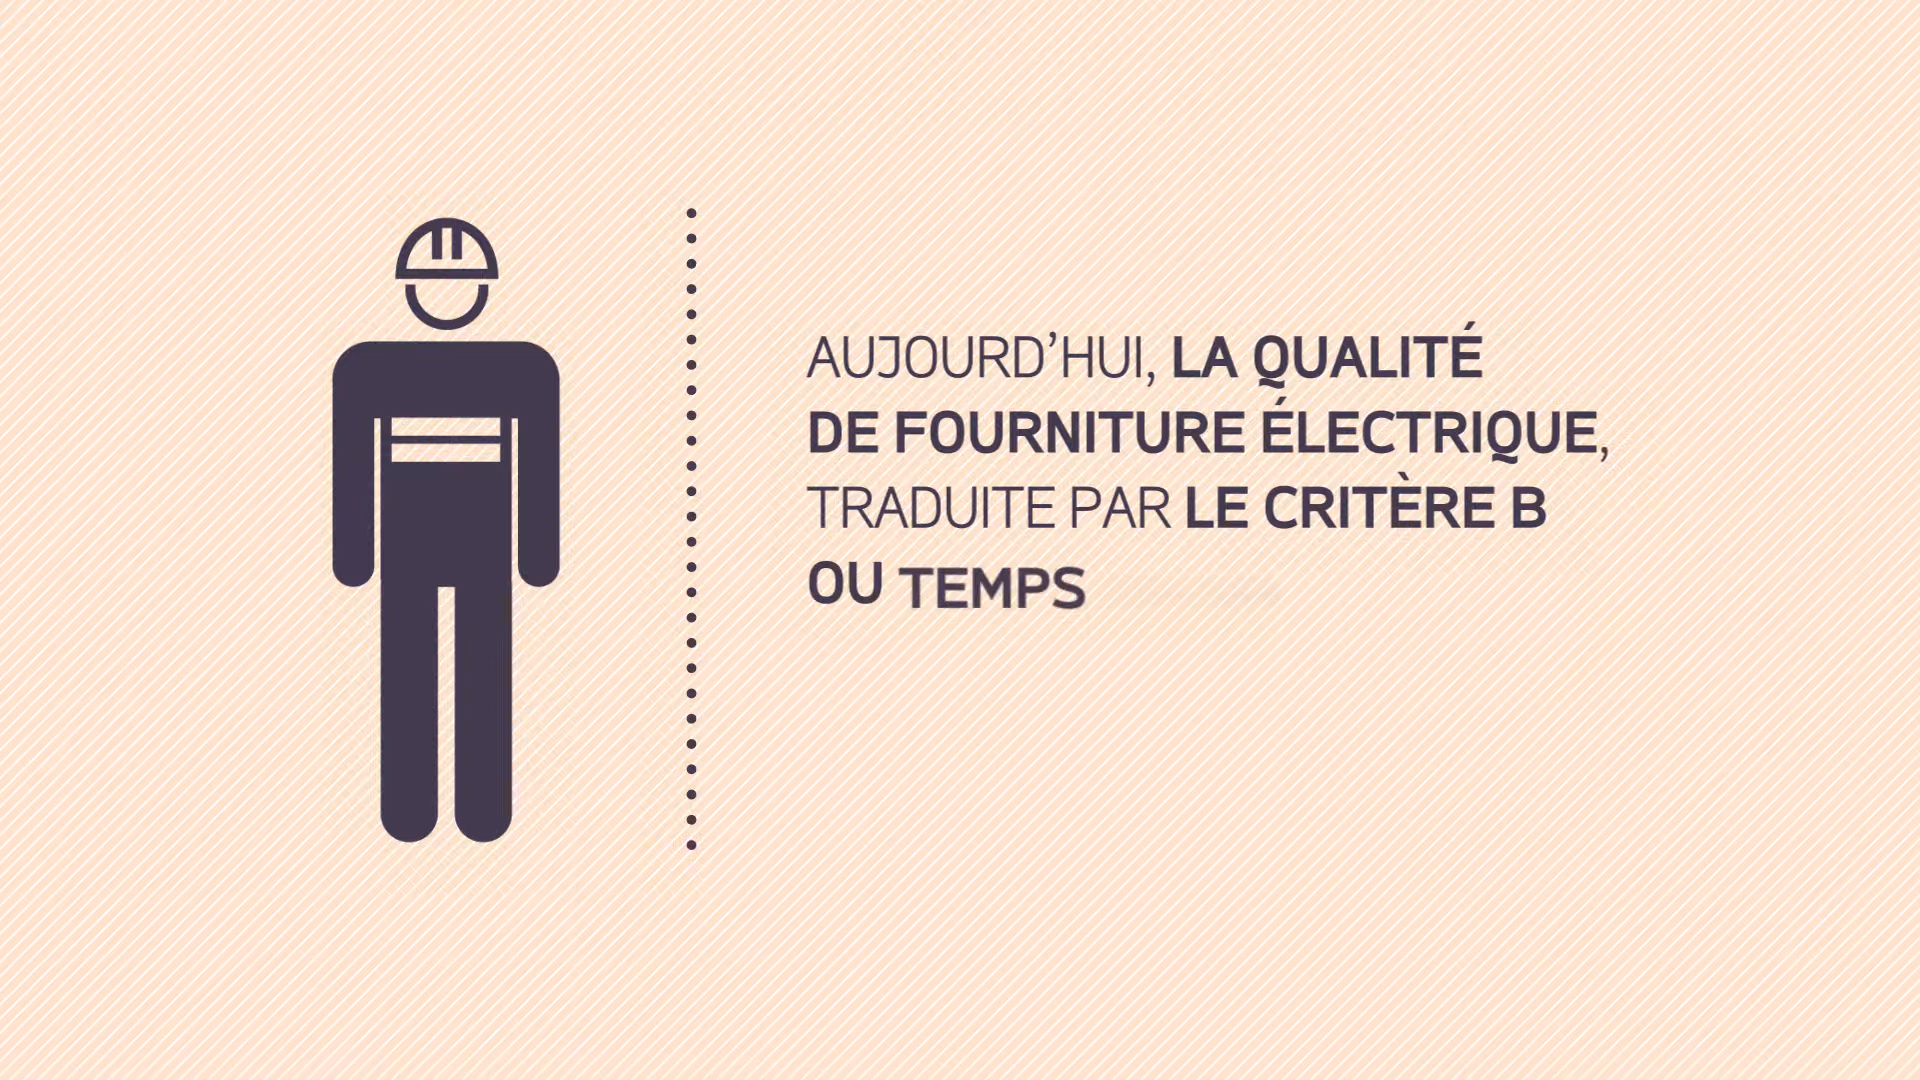 AUJOURD’HUI, LA QUALITÉ
DE FOURNITURE ÉLECTRIQUE,
TRADUITE PAR LE CRITÈRE B
OU TEMPS